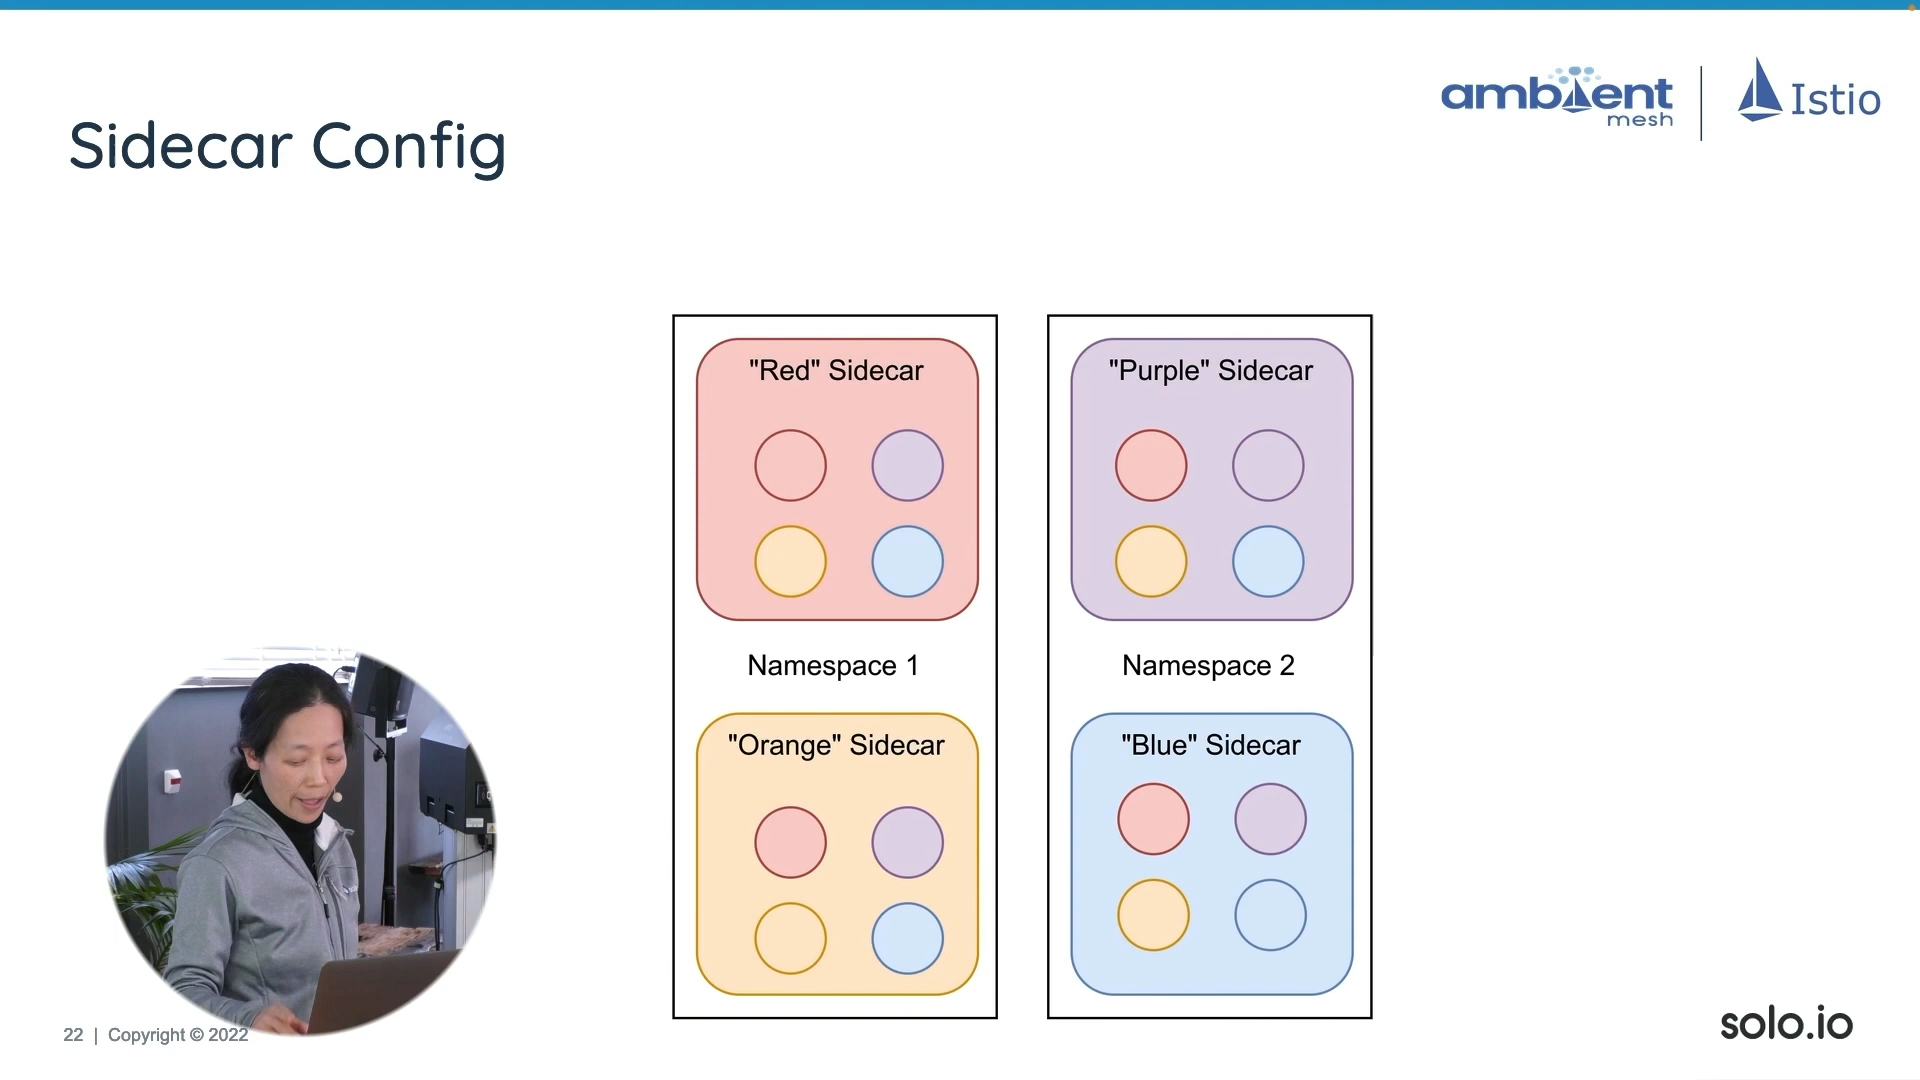 ambient
mesh
Istio
Sidecar Config
"Red" Sidecar
"Purple" Sidecar
Namespace 1
Namespace 2
"Orange" Sidecar
"Blue" Sidecar
22 | Copyright © 2022
solo.io